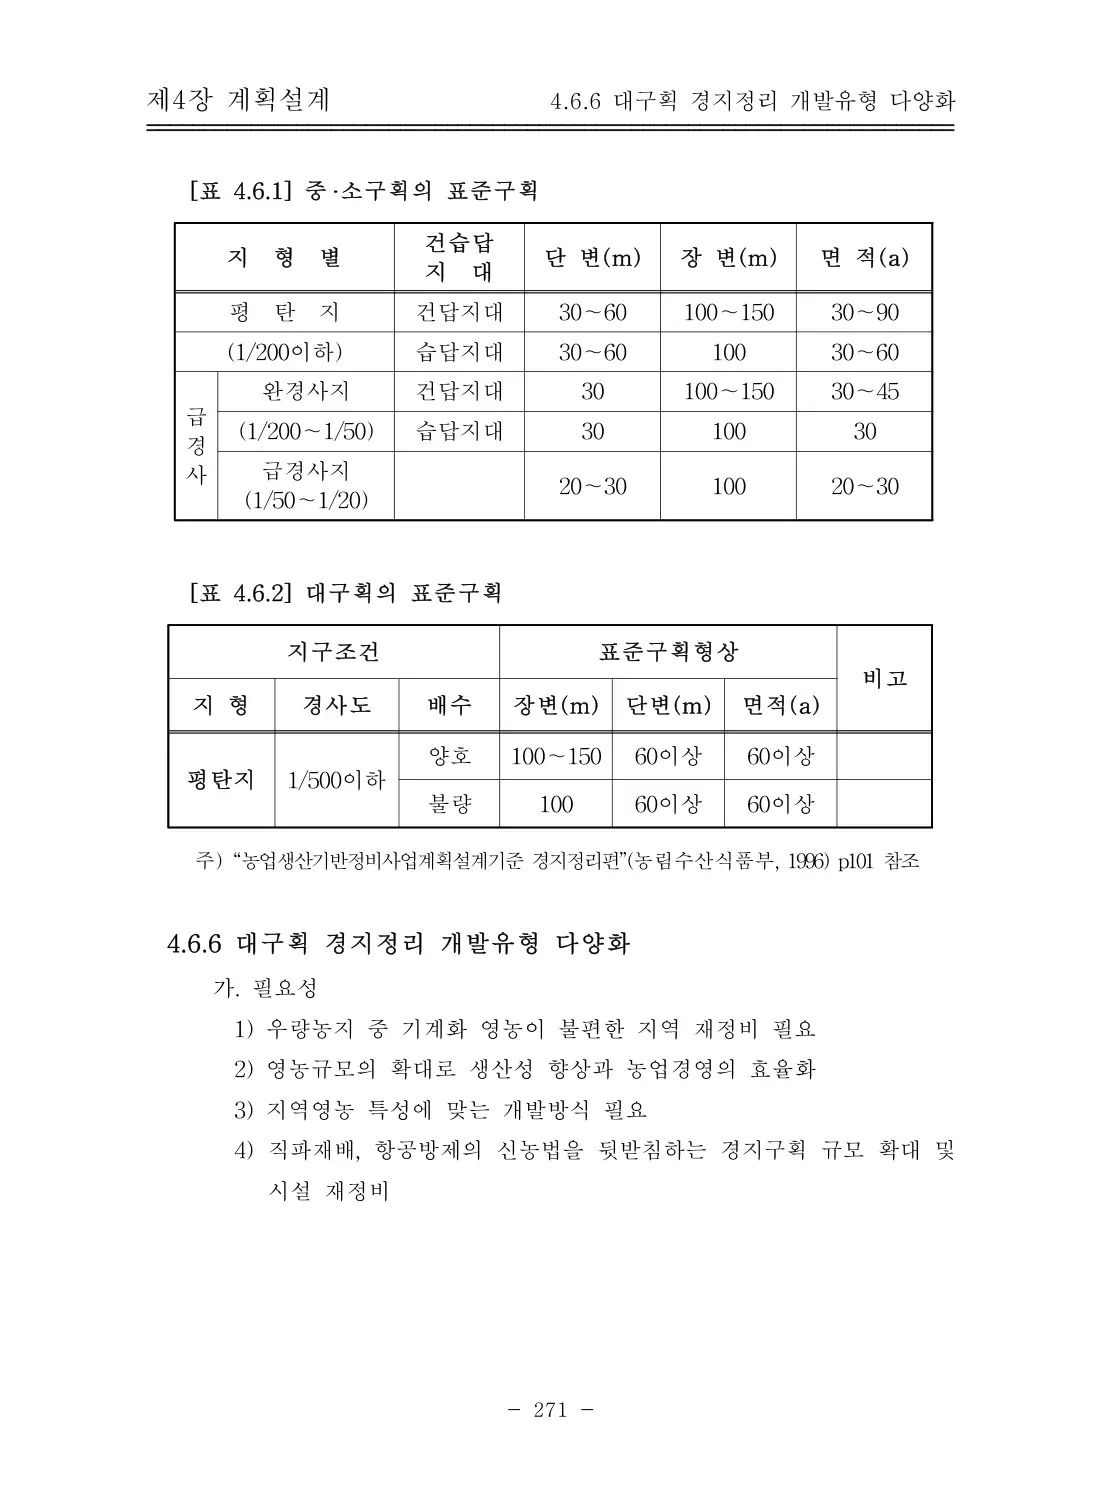 제4장 계획설계 4.6.6 대구획 경지정리 개발유형 다양화
[표 4.6.1] 중·소구획의 표준구획
지 형 별 건습답 지 대 단 변(m) 장 변(m) 면 적(a)
평 탄 지 건답지대 30∼60 100∼150 30∼90
(1/200이하) 습답지대 30∼60 100 30∼60
급경사 완경사지 건답지대 30 100∼150 30∼45
(1/200∼1/50) 습답지대 30 100 30
급경사지 (1/50∼1/20) 20∼30 100 20∼30
[표 4.6.2] 대구획의 표준구획
지구조건 표준구획형상 비고
지 형 경사도 배수 장변(m) 단변(m) 면적(a)
평탄지 1/500이하 양호 100∼150 60이상 60이상
불량 100 60이상 60이상
주) “농업생산기반정비사업계획설계기준 경지정리편”(농림수산식품부, 1996) p101 참조
4.6.6 대구획 경지정리 개발유형 다양화
가. 필요성
1) 우량농지 중 기계화 영농이 불편한 지역 재정비 필요
2) 영농규모의 확대로 생산성 향상과 농업경영의 효율화
3) 지역영농 특성에 맞는 개발방식 필요
4) 직파재배, 항공방제의 신농법을 뒷받침하는 경지구획 규모 확대 및
시설 재정비
- 271 -